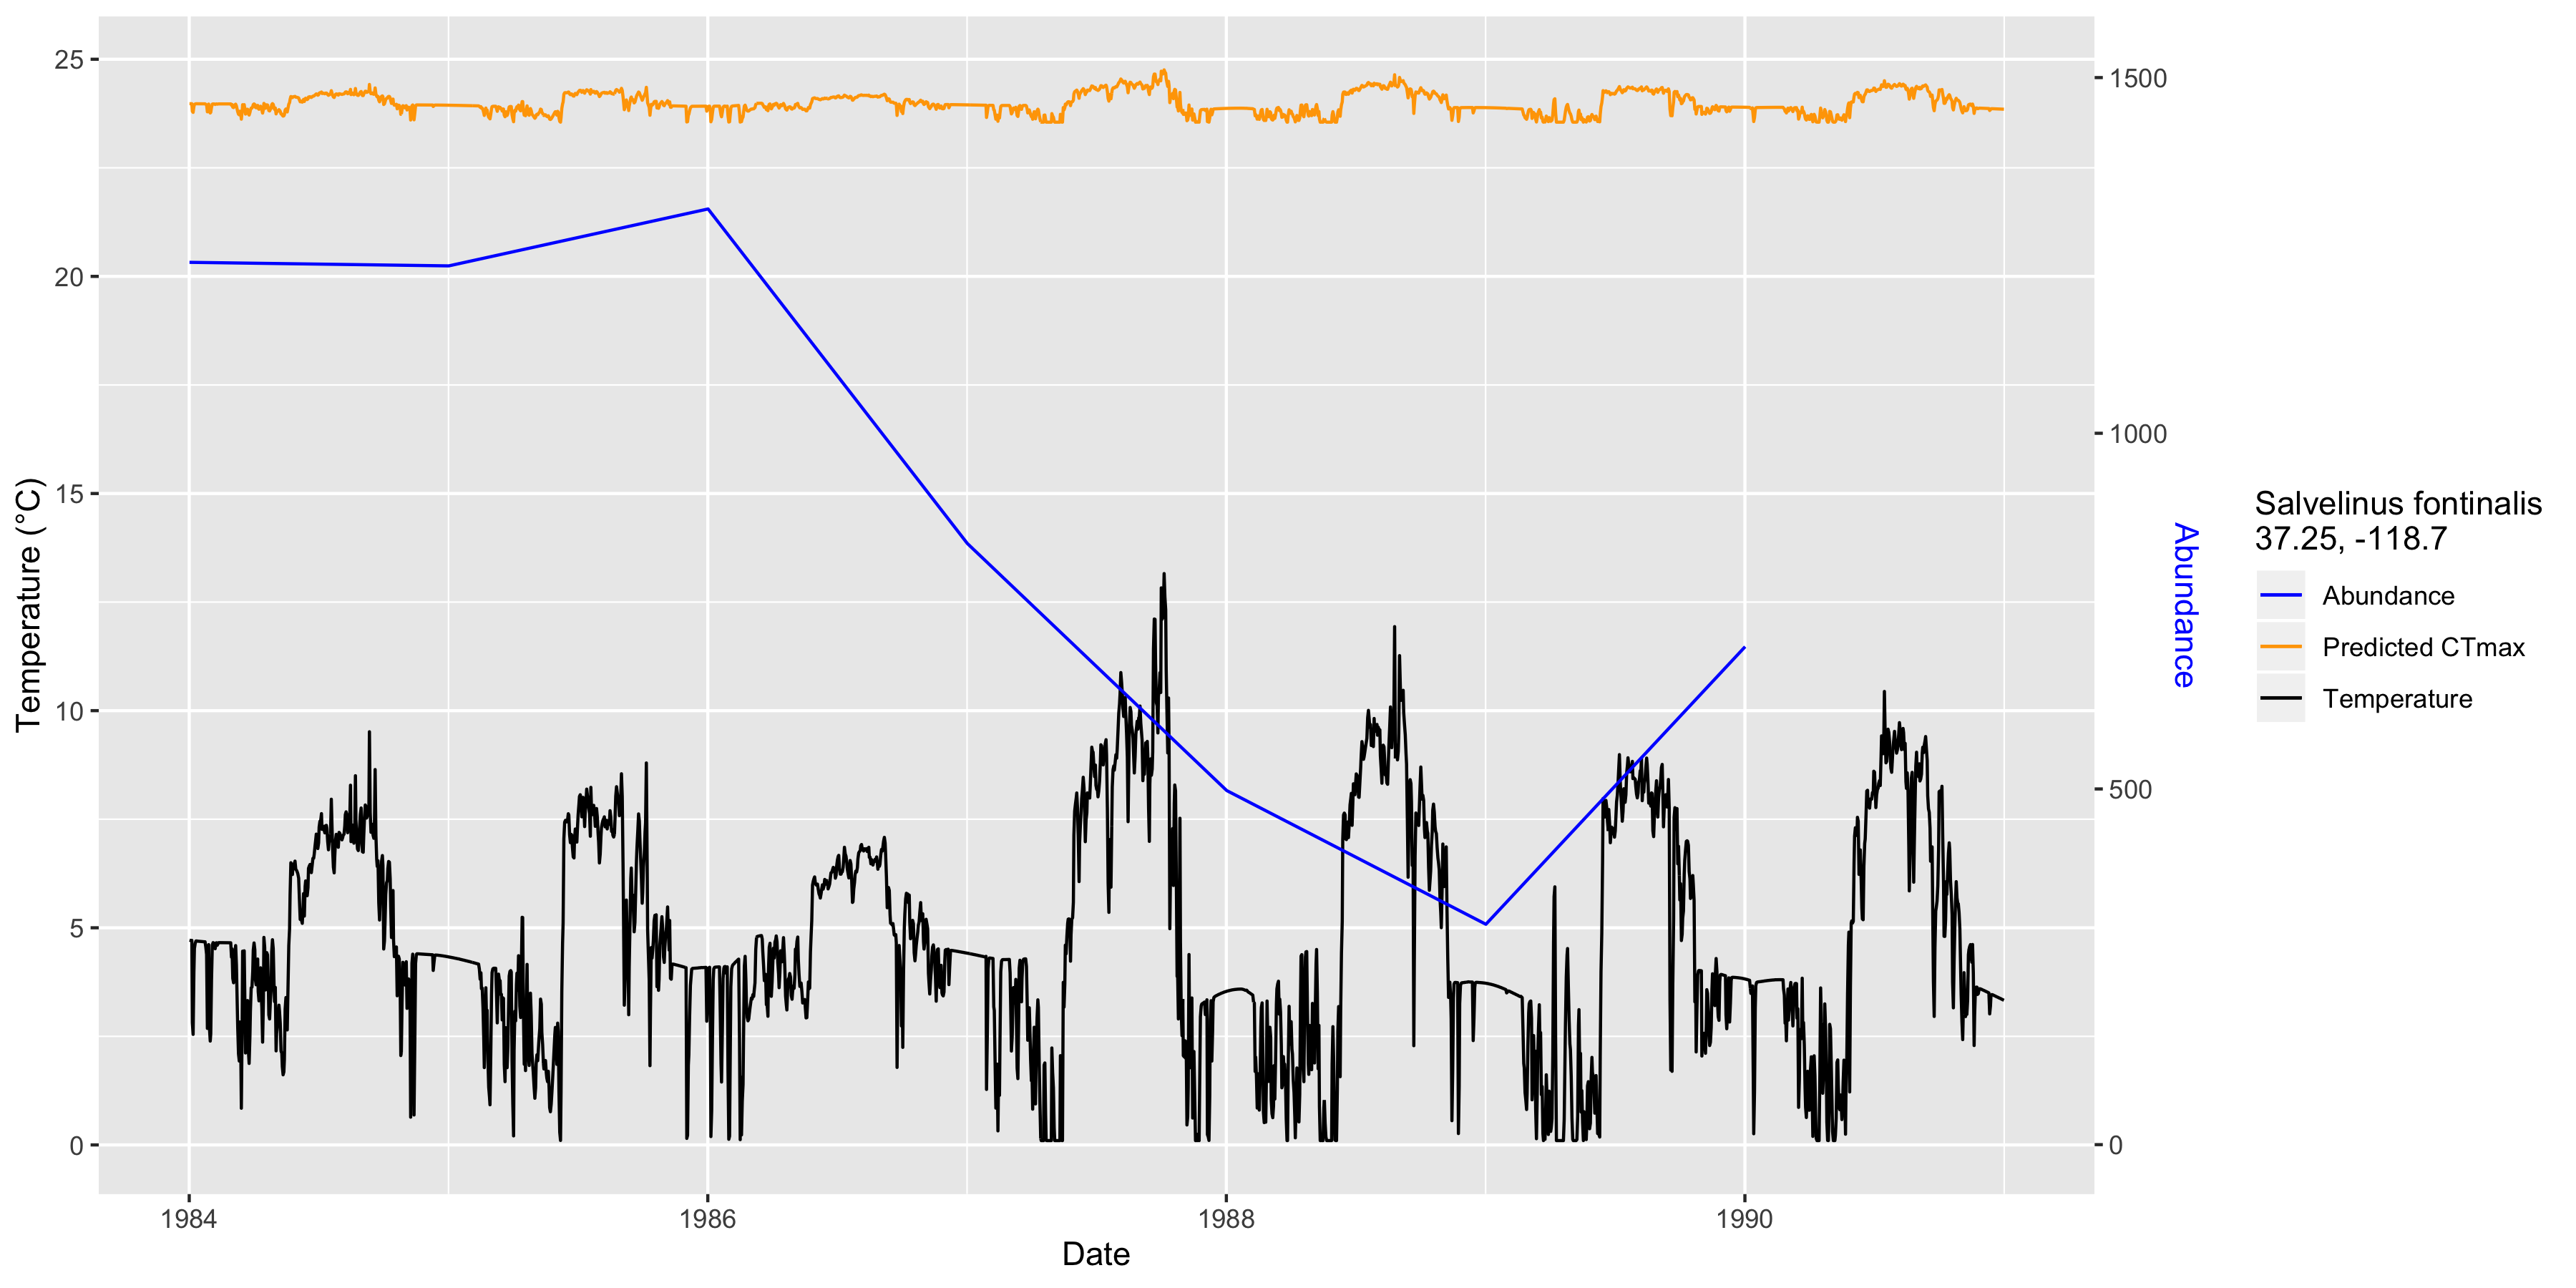 25
20
15
10
5
0
Temperature (°C)
1984
1986
1988
1990
Date
1500
1000
500
0
Abundance
Salvelinus fontinalis
37.25, -118.7
Abundance
Predicted CTmax
Temperature